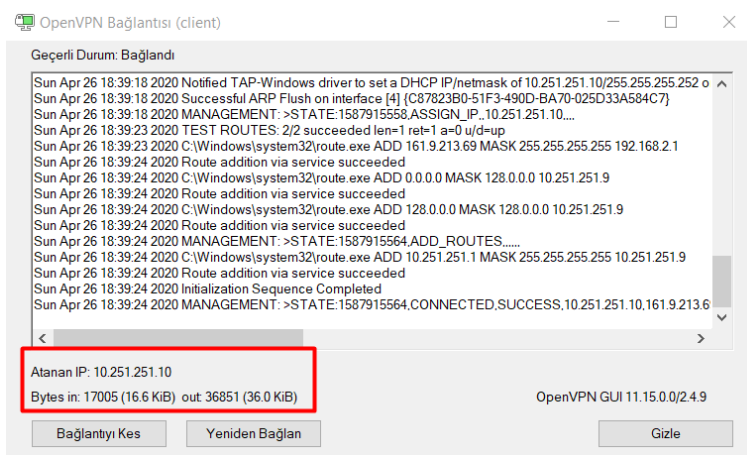 OpenVPN Bağlantısı (client)
Geçerli Durum: Bağlandı
Sun Apr 26 18:39:18 2020 Notified TAP-Windows driver to set a DHCP IP/netmask of 10.251.251.10/255.255.255.252 o
Sun Apr 26 18:39:18 2020 Successful ARP Flush on interface [4] {C87823B0-51F3-490D-BA70-025D33A584C7}
Sun Apr 26 18:39:18 2020 MANAGEMENT: >STATE:1587915558,ASSIGN_IP,,10.251.251.10,,,,
Sun Apr 26 18:39:23 2020 TEST ROUTES: 2/2 succeeded len=1 ret=1 a=0 u/d=up
Sun Apr 26 18:39:23 2020 C:\Windows\system32\route.exe ADD 161.9.213.69 MASK 255.255.255.255 192.168.2.1
Sun Apr 26 18:39:24 2020 Route addition via service succeeded
Sun Apr 26 18:39:24 2020 C:\Windows\system32\route.exe ADD 0.0.0.0 MASK 128.0.0.0 10.251.251.9
Sun Apr 26 18:39:24 2020 Route addition via service succeeded
Sun Apr 26 18:39:24 2020 C:\Windows\system32\route.exe ADD 128.0.0.0 MASK 128.0.0.0 10.251.251.9
Sun Apr 26 18:39:24 2020 Route addition via service succeeded
Sun Apr 26 18:39:24 2020 MANAGEMENT: >STATE:1587915564,ADD_ROUTES,,,,,,
Sun Apr 26 18:39:24 2020 C:\Windows\system32\route.exe ADD 10.251.251.1 MASK 255.255.255.255 10.251.251.9
Sun Apr 26 18:39:24 2020 Route addition via service succeeded
Sun Apr 26 18:39:24 2020 Initialization Sequence Completed
Sun Apr 26 18:39:24 2020 MANAGEMENT: >STATE:1587915564,CONNECTED,SUCCESS,10.251.251.10,161.9.213.6
Atanan IP: 10.251.251.10
Bytes in: 17005 (16.6 KiB) out: 36851 (36.0 KiB)
OpenVPN GUI 11.15.0.0/2.4.9
Bağlantıyı Kes
Yeniden Bağlan
Gizle